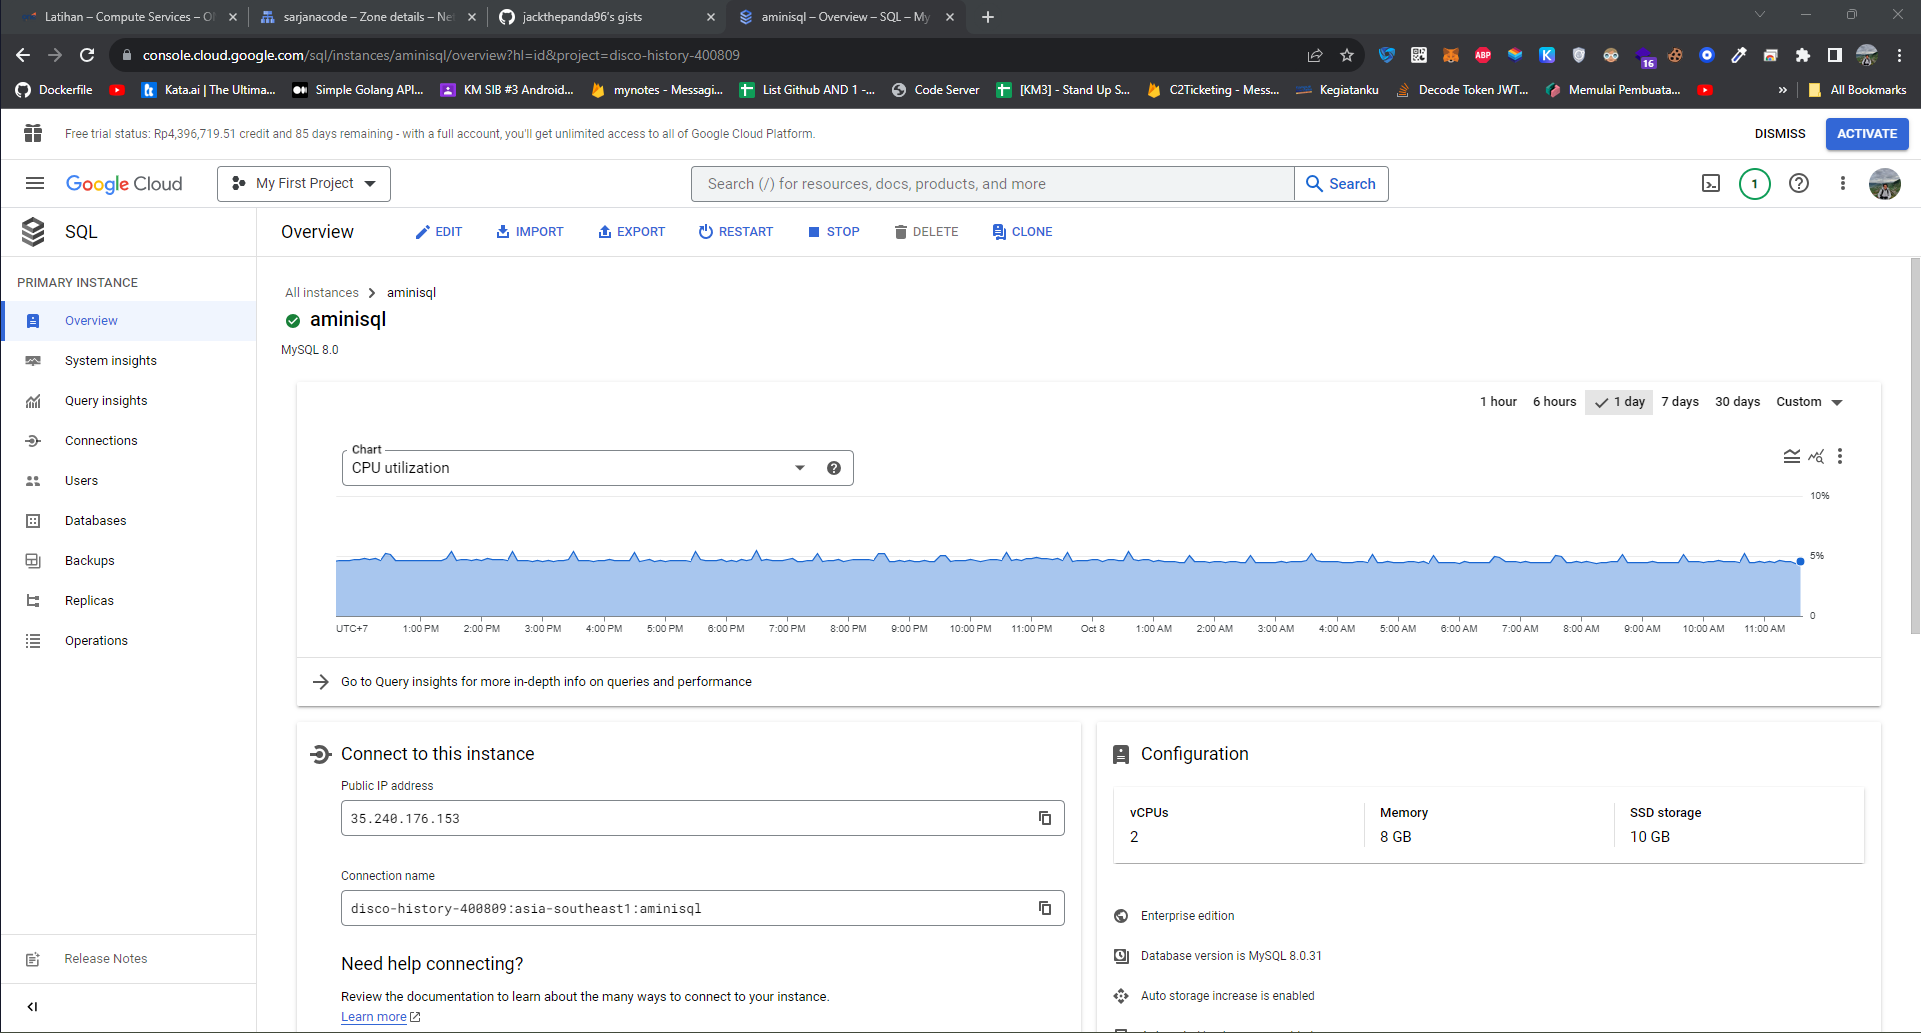 Latihan – Compute Services – Ol
sarjanacode – Zone details – Net
jackthepanda96's gists
aminisql – Overview – SQL – My
console.cloud.google.com/sql/instances/aminisql/overview?hl=id&project=disco-history-400809
16
Dockerfile
Kata.ai | The Ultima...
Simple Golang API...
KM SIB #3 Android...
mynotes - Messagi...
List Github AND 1 -...
Code Server
[KM3] - Stand Up S...
C2Ticketing - Mess...
Kegiatanku
Decode Token JWT...
Memulai Pembuata...
»
All Bookmarks
Free trial status: Rp4,396,719.51 credit and 85 days remaining - with a full account, you'll get unlimited access to all of Google Cloud Platform.
DISMISS
ACTIVATE
Google Cloud
My First Project
Search (/) for resources, docs, products, and more
Search
1
SQL
Overview
EDIT
IMPORT
EXPORT
RESTART
STOP
DELETE
CLONE
PRIMARY INSTANCE
Overview
System insights
Query insights
Connections
Users
Databases
Backups
Replicas
Operations
Release Notes
All instances
aminisql
aminisql
MySQL 8.0
1 hour
6 hours
1 day
7 days
30 days
Custom
Chart
CPU utilization
10%
5%
0
UTC+7
1:00 PM
2:00 PM
3:00 PM
4:00 PM
5:00 PM
6:00 PM
7:00 PM
8:00 PM
9:00 PM
10:00 PM
11:00 PM
Oct 8
1:00 AM
2:00 AM
3:00 AM
4:00 AM
5:00 AM
6:00 AM
7:00 AM
8:00 AM
9:00 AM
10:00 AM
11:00 AM
Go to Query insights for more in-depth info on queries and performance
Connect to this instance
Public IP address
35.240.176.153
Connection name
disco-history-400809:asia-southeast1:aminisql
Need help connecting?
Review the documentation to learn about the many ways to connect to your instance.
Learn more
Configuration
vCPUs
2
Memory
8 GB
SSD storage
10 GB
Enterprise edition
Database version is MySQL 8.0.31
Auto storage increase is enabled